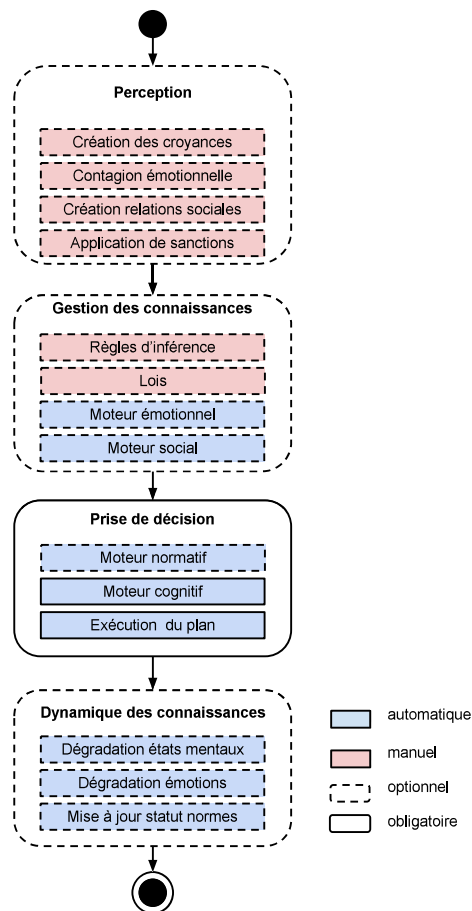 Perception
Création des croyances
Contagion émotionnelle
Création relations sociales
Application de sanctions
Gestion des connaissances
Règles d'inférence
Lois
Moteur émotionnel
Moteur social
Prise de décision
Moteur normatif
Moteur cognitif
Exécution du plan
Dynamique des connaissances
Dégradation états mentaux
Dégradation émotions
Mise à jour statut normes
automatique
manuel
optionnel
obligatoire